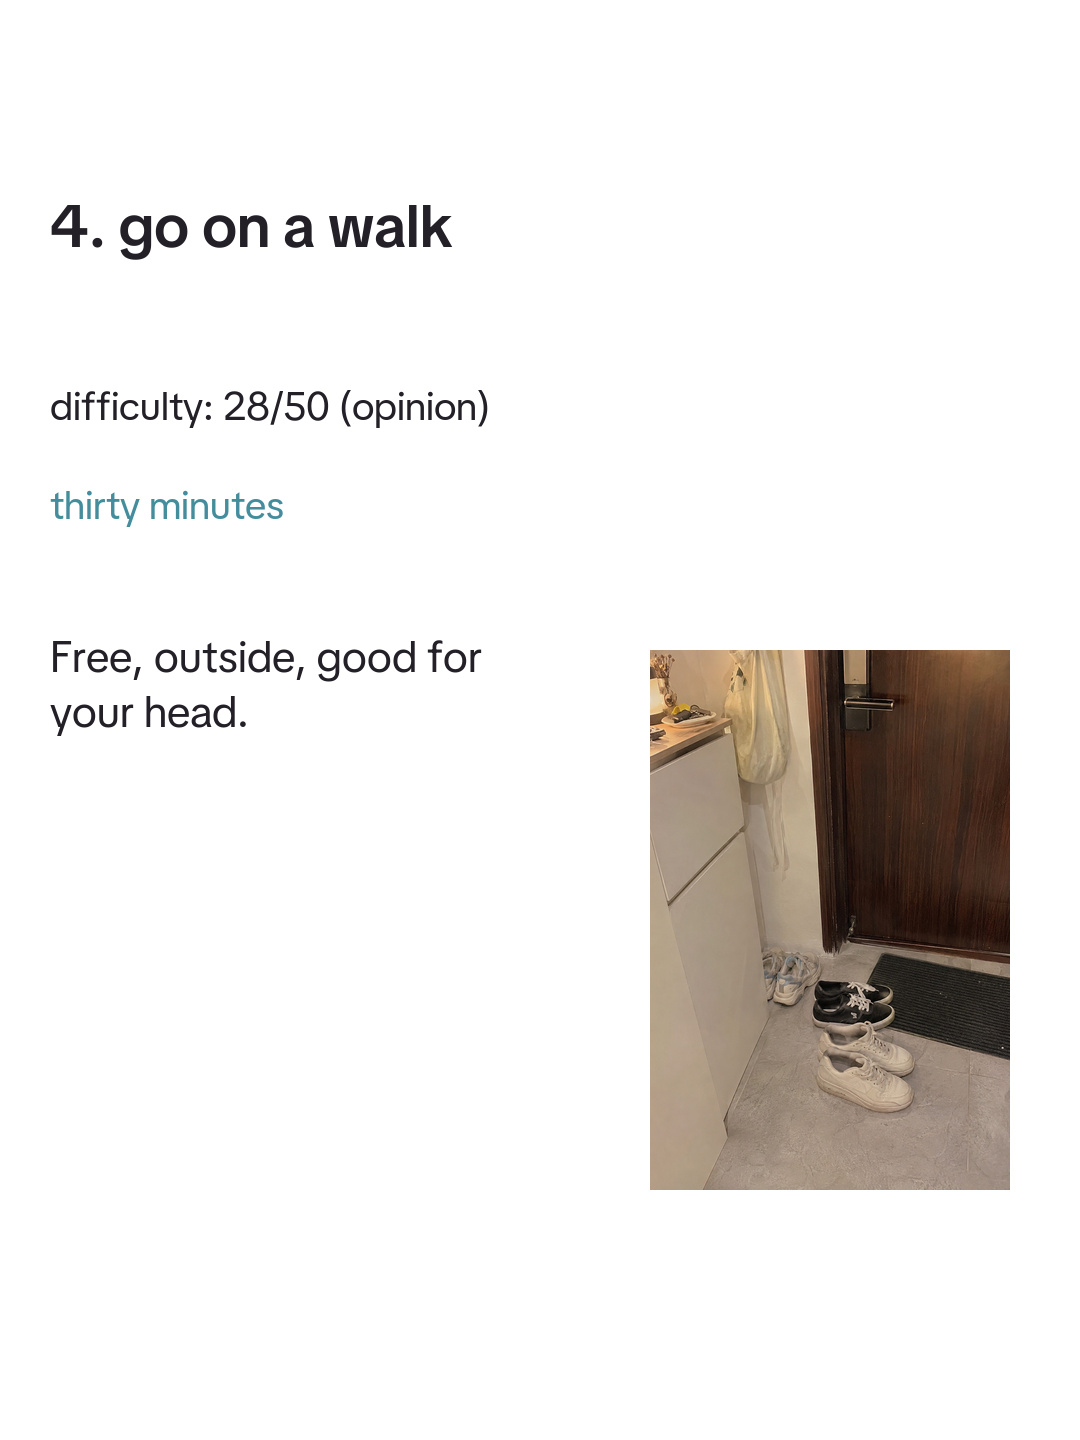 4. go on a walk
difficulty: 28/50 (opinion)
thirty minutes
Free, outside, good for
your head.